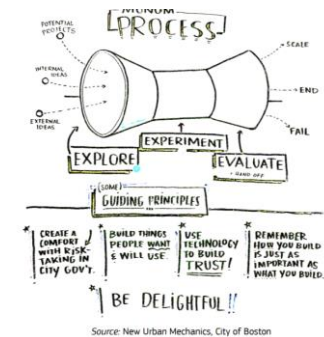 MONUM
PROCESS
POTENTIAL
PROJECTS
INTERNAL
IDEAS
EXTERNAL
IDEAS
SCALE
END
FAIL
EXPLORE
EXPERIMENT
EVALUATE
+ HAND OFF
(SOME)
GUIDING PRINCIPLES
* CREATE A
COMFORT
WITH RISK-
TAKING IN
CITY GOV'T.
* BUILD THINGS
PEOPLE WANT
& WILL USE.
* USE
TECHNOLOGY
TO BUILD
TRUST!
* REMEMBER
HOW YOU BUILD
IS JUST AS
IMPORTANT AS
WHAT YOU BUILD.
* BE DELIGHTFUL!!
Source: New Urban Mechanics, City of Boston